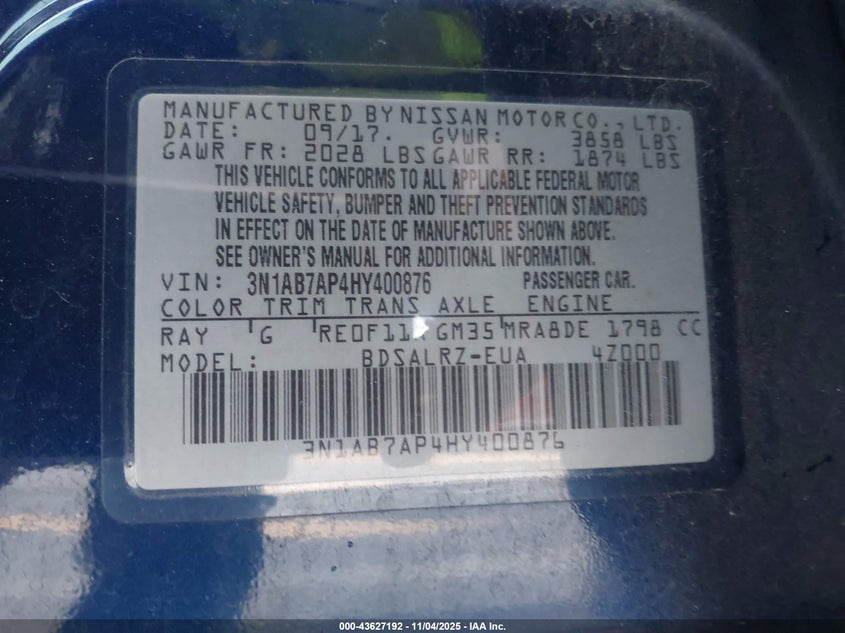 MANUFACTURED BY NISSAN MOTOR CO., LTD.
DATE: 09/17. GVWR: 3858 LBS
GAWR FR: 2028 LBS GAWR RR: 1874 LBS
THIS VEHICLE CONFORMS TO ALL APPLICABLE FEDERAL MOTOR
VEHICLE SAFETY, BUMPER AND THEFT PREVENTION STANDARDS
IN EFFECT ON THE DATE OF MANUFACTURE SHOWN ABOVE.
SEE OWNER'S MANUAL FOR ADDITIONAL INFORMATION.
VIN: 3N1AB7AP4HY400876 PASSENGER CAR.
COLOR TRIM TRANS AXLE ENGINE
RAY G GM35 MRA8DE 1798 CC
MODEL: BDSALRZ-EUA 4Z000
3N1AB7AP4HY400876
000-43627192 - 11/04/2025 - IAA Inc.